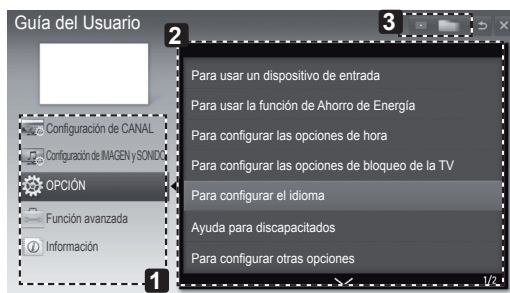 Guía del Usuario
2
3
Configuración de CANAL
Configuración de IMAGEN y SONIDO
OPCIÓN
Función avanzada
Información
1
Para usar un dispositivo de entrada
Para usar la función de Ahorro de Energía
Para configurar las opciones de hora
Para configurar las opciones de bloqueo de la TV
Para configurar el idioma
Ayuda para discapacitados
Para configurar otras opciones
1/2